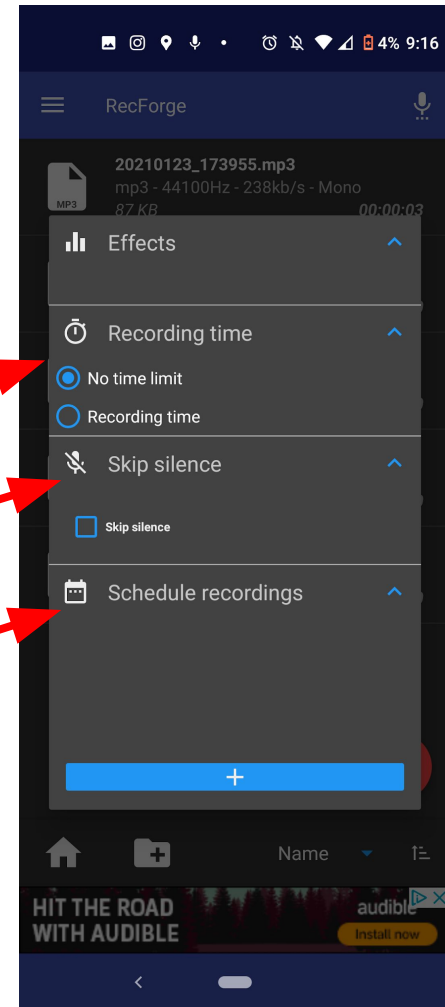 4% 9:16
RecForge
20210123_173955.mp3
mp3 - 44100Hz - 238kb/s - Mono
MP3
87 KB
00:00:03
Effects
Recording time
No time limit
Recording time
Skip silence
Skip silence
Schedule recordings
+
Name
HIT THE ROAD
WITH AUDIBLE
audible
Install now